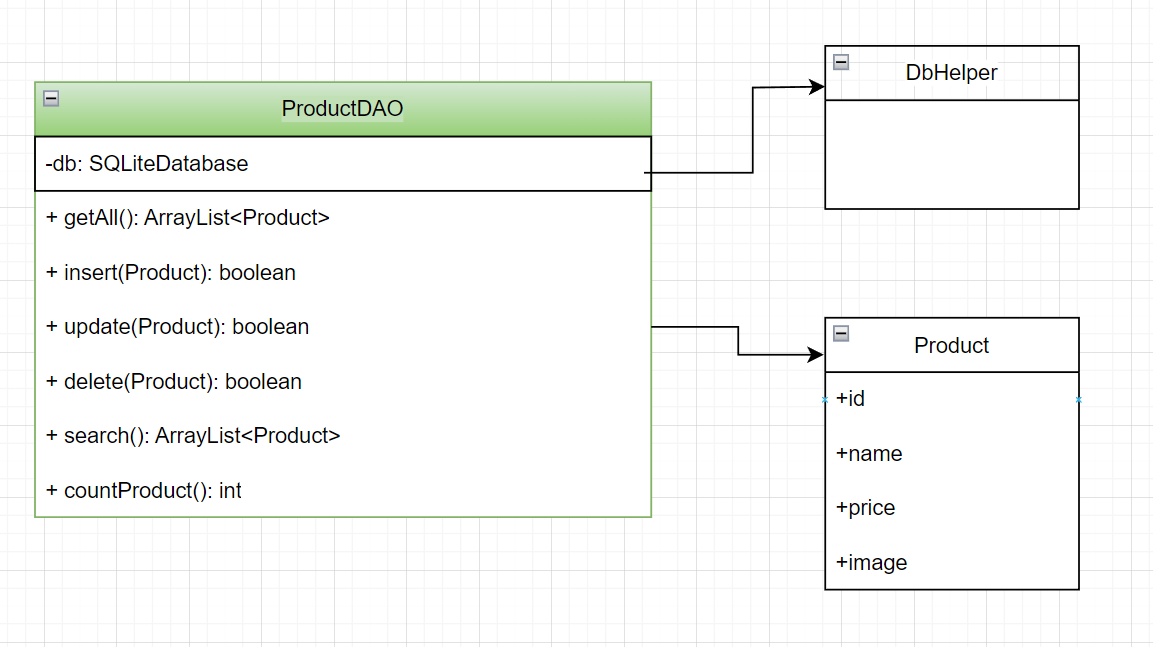 ProductDAO
-db: SQLiteDatabase
+ getAll(): ArrayList<Product>
+ insert(Product): boolean
+ update(Product): boolean
+ delete(Product): boolean
+ search(): ArrayList<Product>
+ countProduct(): int
DbHelper
Product
+id
+name
+price
+image